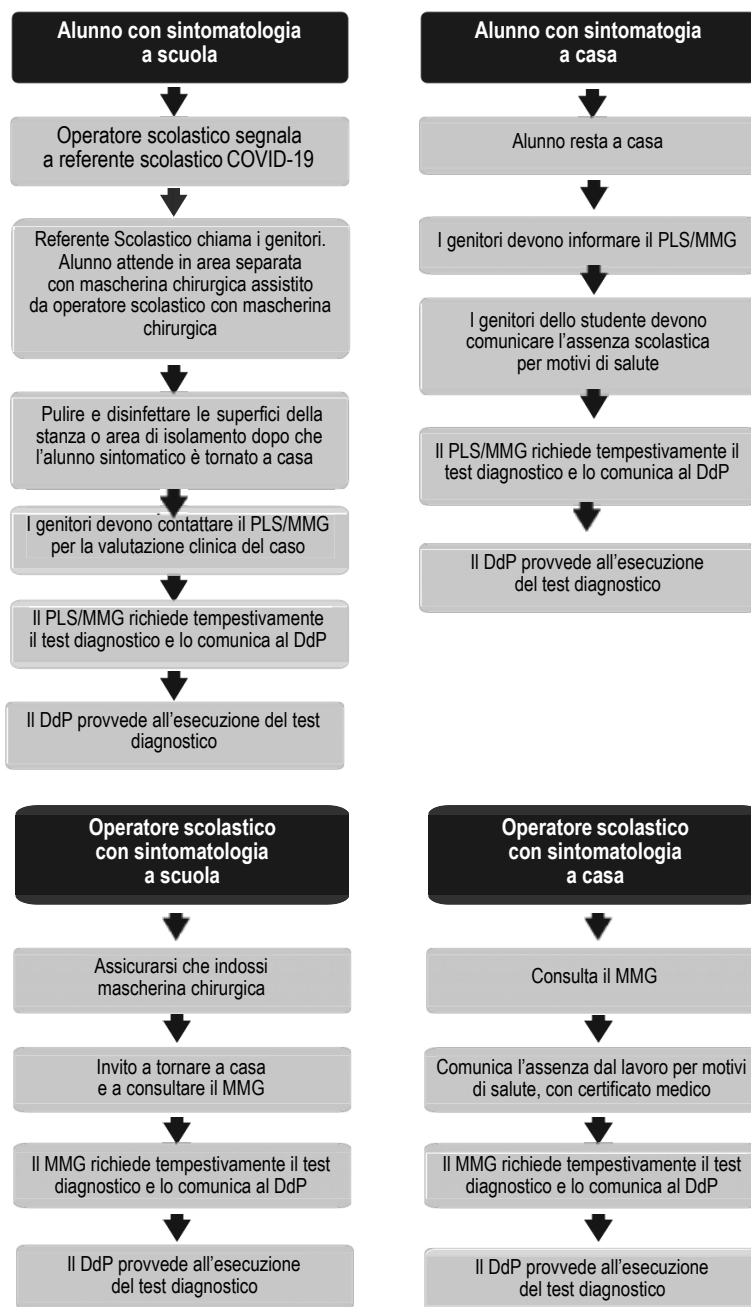 Alunno con sintomatologia
a scuola
Operatore scolastico segnala
a referente scolastico COVID-19
Referente Scolastico chiama i genitori.
Alunno attende in area separata
con mascherina chirurgica assistito
da operatore scolastico con mascherina
chirurgica
Pulire e disinfettare le superfici della
stanza o area di isolamento dopo che
l'alunno sintomatico è tornato a casa
I genitori devono contattare il PLS/MMG
per la valutazione clinica del caso
Il PLS/MMG richiede tempestivamente
il test diagnostico e lo comunica al DdP
Il DdP provvede all'esecuzione del test
diagnostico
Alunno con sintomatogia
a casa
Alunno resta a casa
I genitori devono informare il PLS/MMG
I genitori dello studente devono
comunicare l'assenza scolastica
per motivi di salute
Il PLS/MMG richiede tempestivamente il
test diagnostico e lo comunica al DdP
Il DdP provvede all'esecuzione
del test diagnostico
Operatore scolastico
con sintomatologia
a scuola
Assicurarsi che indossi
mascherina chirurgica
Invito a tornare a casa
e a consultare il MMG
Il MMG richiede tempestivamente il test
diagnostico e lo comunica al DdP
Il DdP provvede all'esecuzione
del test diagnostico
Operatore scolastico
con sintomatologia
a casa
Consulta il MMG
Comunica l'assenza dal lavoro per motivi
di salute, con certificato medico
Il MMG richiede tempestivamente il test
diagnostico e lo comunica al DdP
Il DdP provvede all'esecuzione
del test diagnostico